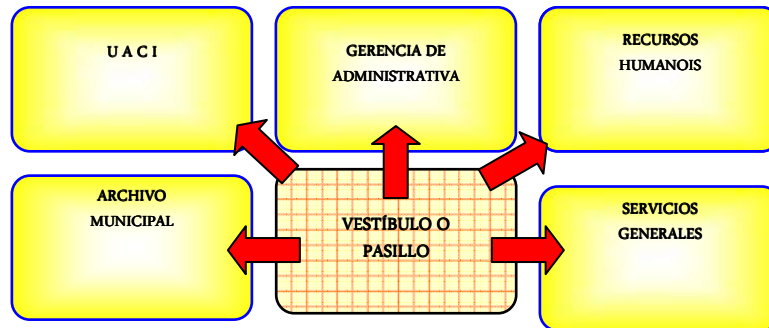 U A C I
GERENCIA DE
ADMINISTRATIVA
RECURSOS
HUMANOIS
ARCHIVO
MUNICIPAL
VESTÍBULO O
PASILLO
SERVICIOS
GENERALES